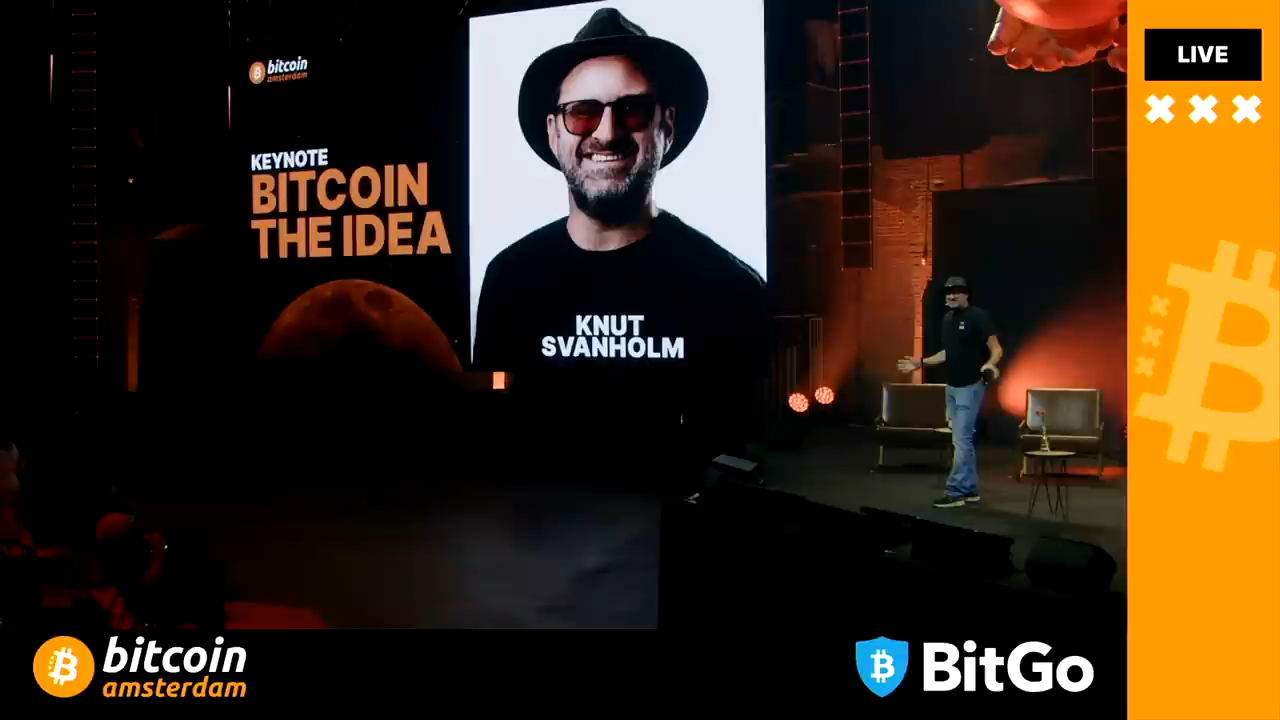 bitcoin
amsterdam
KEYNOTE
BITCOIN
THE IDEA
KNUT
SVANHOLM
LIVE
bitcoin
amsterdam
BitGo